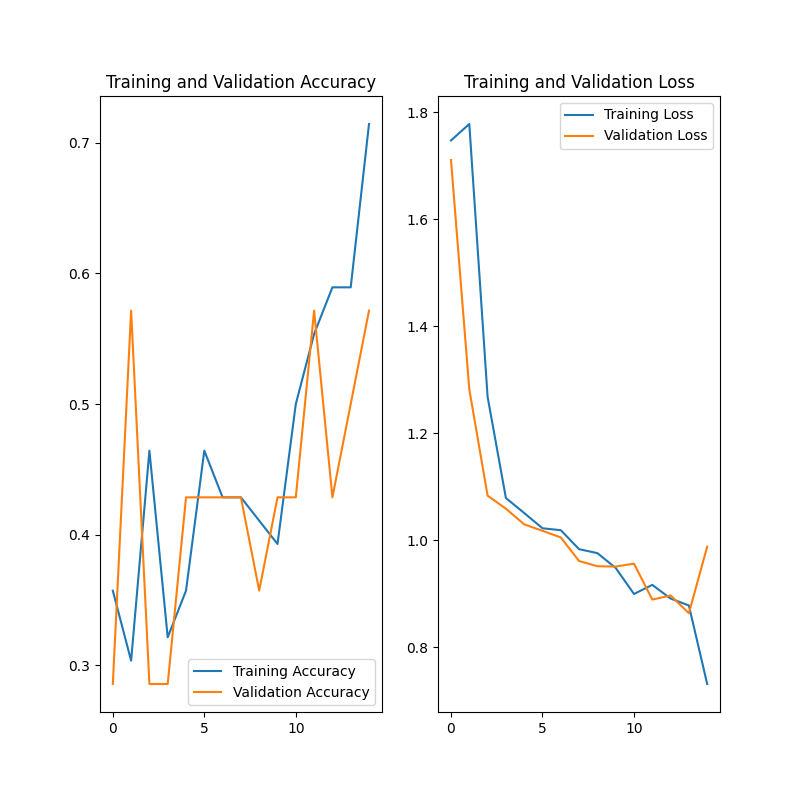 Training and Validation Accuracy
0.7
0.6
0.5
0.4
0.3
0
5
10
Training Accuracy
Validation Accuracy
Training and Validation Loss
1.8
1.6
1.4
1.2
1.0
0.8
0
5
10
Training Loss
Validation Loss